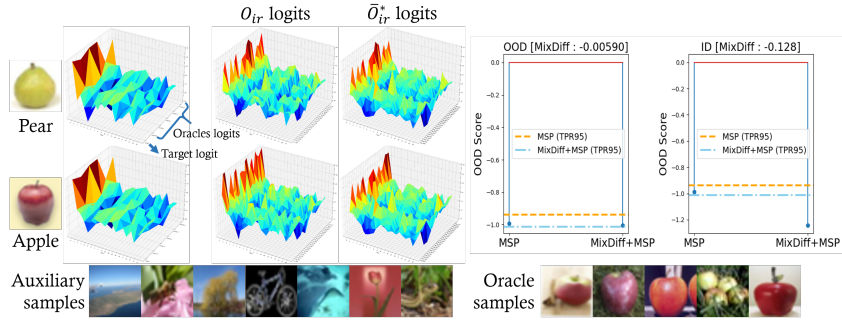 O_ir logits
Ō*_ir logits
Pear
Oracles logits
Target logit
Apple
Auxiliary
samples
OOD [MixDiff : -0.00590]
OOD Score
0.0
−0.2
−0.4
−0.6
−0.8
−1.0
MSP (TPR95)
MixDiff+MSP (TPR95)
MSP
MixDiff+MSP
ID [MixDiff : -0.128]
OOD Score
0.0
−0.2
−0.4
−0.6
−0.8
−1.0
−1.2
MSP (TPR95)
MixDiff+MSP (TPR95)
MSP
MixDiff+MSP
Oracle
samples